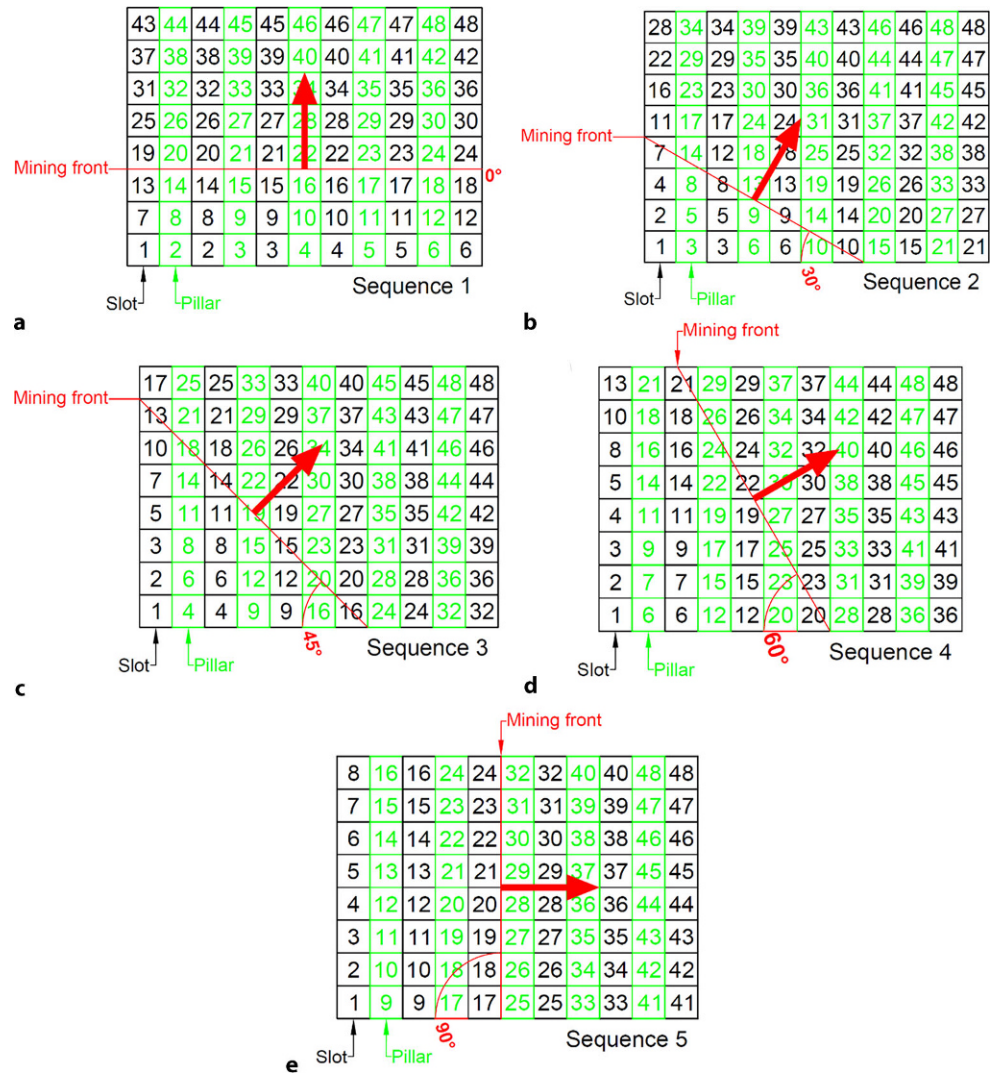 43 44 44 45 45 46 46 47 47 48 48
37 38 38 39 39 40 40 41 41 42 42
31 32 32 33 33 34 34 35 35 36 36
25 26 26 27 27 28 28 29 29 30 30
Mining front
19 20 20 21 21 22 22 23 23 24 24
0°
13 14 14 15 15 16 16 17 17 18 18
7 8 8 9 9 10 10 11 11 12 12
1 2 2 3 3 4 4 5 5 6 6
Slot
Pillar
Sequence 1
a
28 34 34 39 39 43 43 46 46 48 48
22 29 29 35 35 40 40 44 44 47 47
16 23 23 30 30 36 36 41 41 45 45
11 17 17 24 24 31 31 37 37 42 42
Mining front
7 14 12 18 18 25 25 32 32 38 38
4 8 8 13 13 19 19 26 26 33 33
2 5 5 9 9 14 14 20 20 27 27
1 3 3 6 6 10 10 15 15 21 21
30°
Slot
Pillar
Sequence 2
b
17 25 25 33 33 40 40 45 45 48 48
Mining front
13 21 21 29 29 37 37 43 43 47 47
10 18 18 26 26 34 34 41 41 46 46
7 14 14 22 22 30 30 38 38 44 44
5 11 11 19 19 27 27 35 35 42 42
3 8 8 15 15 23 23 31 31 39 39
2 6 6 12 12 20 20 28 28 36 36
1 4 4 9 9 16 16 24 24 32 32
45°
Slot
Pillar
Sequence 3
c
Mining front
13 21 21 29 29 37 37 44 44 48 48
10 18 18 26 26 34 34 42 42 47 47
8 16 16 24 24 32 32 40 40 46 46
5 14 14 22 22 30 30 38 38 45 45
4 11 11 19 19 27 27 35 35 43 43
3 9 9 17 17 25 25 33 33 41 41
2 7 7 15 15 23 23 31 31 39 39
1 6 6 12 12 20 20 28 28 36 36
60°
Slot
Pillar
Sequence 4
d
Mining front
8 16 16 24 24 32 32 40 40 48 48
7 15 15 23 23 31 31 39 39 47 47
6 14 14 22 22 30 30 38 38 46 46
5 13 13 21 21 29 29 37 37 45 45
4 12 12 20 20 28 28 36 36 44 44
3 11 11 19 19 27 27 35 35 43 43
2 10 10 18 18 26 26 34 34 42 42
1 9 9 17 17 25 25 33 33 41 41
90°
Slot
Pillar
Sequence 5
e